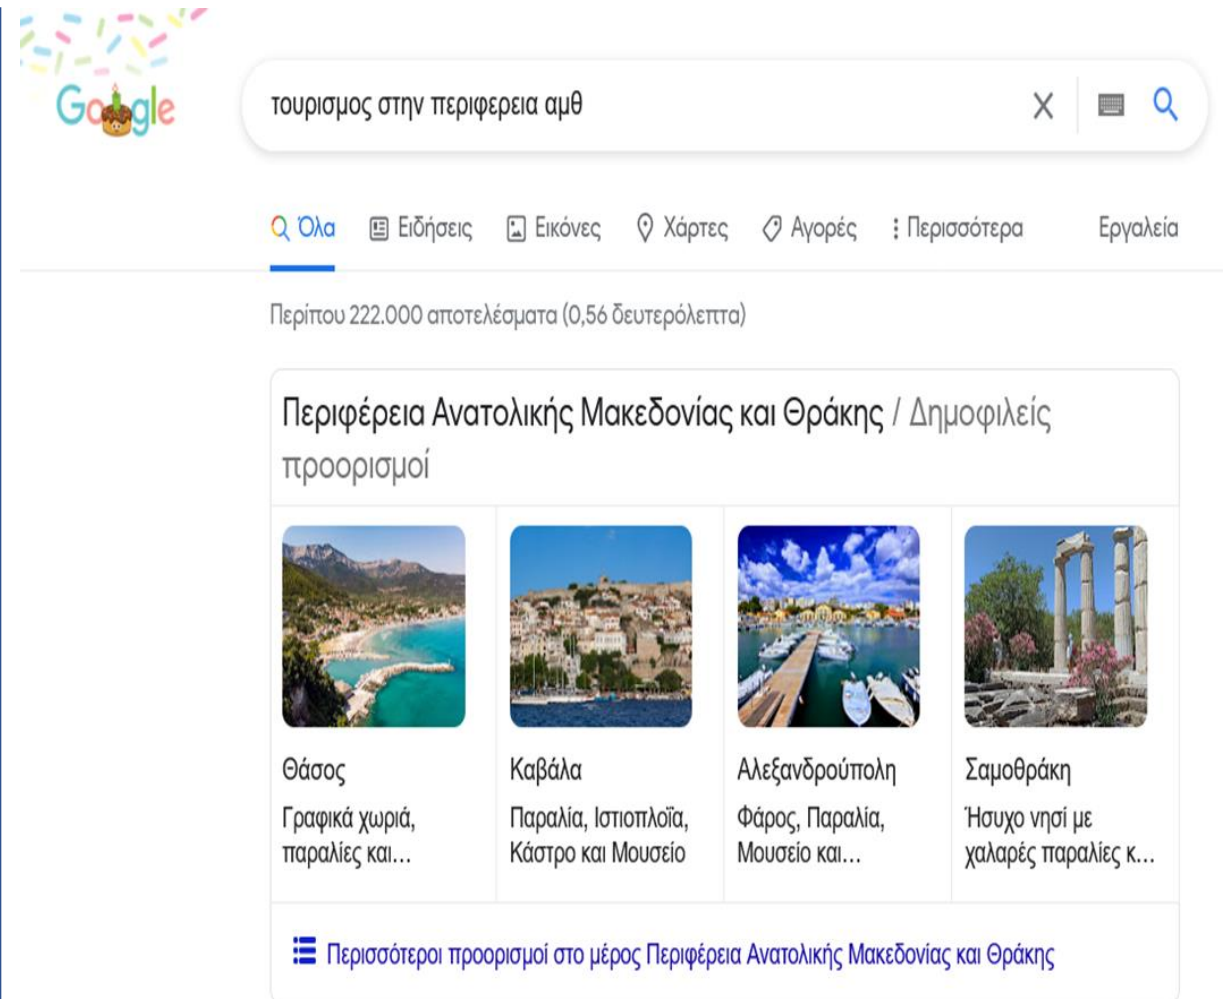 Google
τουρισμος στην περιφερεια αμθ
Όλα Ειδήσεις Εικόνες Χάρτες Αγορές Περισσότερα Εργαλεία
Περίπου 222.000 αποτελέσματα (0,56 δευτερόλεπτα)
Περιφέρεια Ανατολικής Μακεδονίας και Θράκης / Δημοφιλείς
προορισμοί
Θάσος
Γραφικά χωριά,
παραλίες και...
Καβάλα
Παραλία, Ιστιοπλοΐα,
Κάστρο και Μουσείο
Αλεξανδρούπολη
Φάρος, Παραλία,
Μουσείο και...
Σαμοθράκη
Ήσυχο νησί με
χαλαρές παραλίες κ...
Περισσότεροι προορισμοί στο μέρος Περιφέρεια Ανατολικής Μακεδονίας και Θράκης